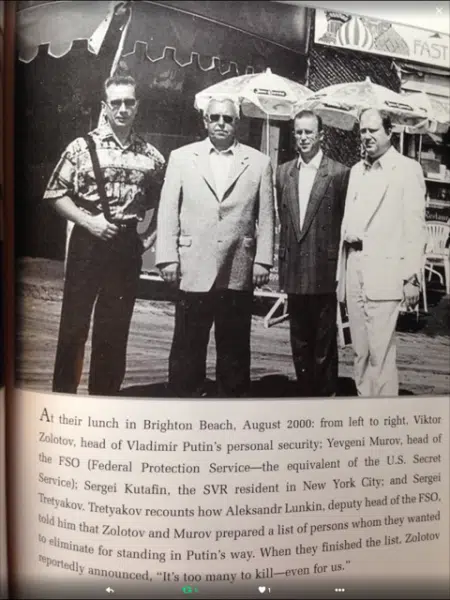 FAST
At their lunch in Brighton Beach, August 2000: from left to right, Viktor
Zolotov, head of Vladimir Putin's personal security; Yevgeni Murov, head of
the FSO (Federal Protection Service—the equivalent of the U.S. Secret
Service); Sergei Kutafin, the SVR resident in New York City; and Sergei
Tretyakov. Tretyakov recounts how Aleksandr Lunkin, deputy head of the FSO,
told him that Zolotov and Murov prepared a list of persons whom they wanted
to eliminate for standing in Putin's way. When they finished the list, Zolotov
reportedly announced, "It's too many to kill—even for us."
1